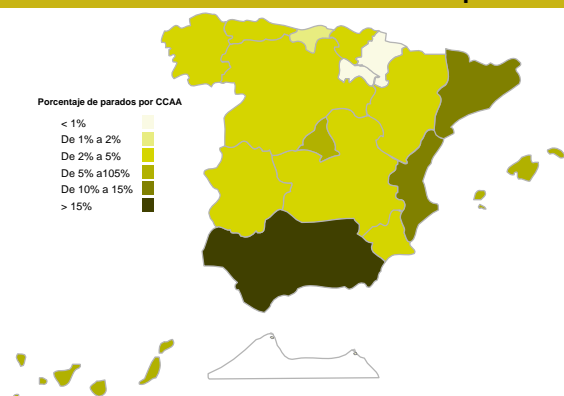 Porcentaje de parados por CCAA
< 1%
De 1% a 2%
De 2% a 5%
De 5% a105%
De 10% a 15%
> 15%